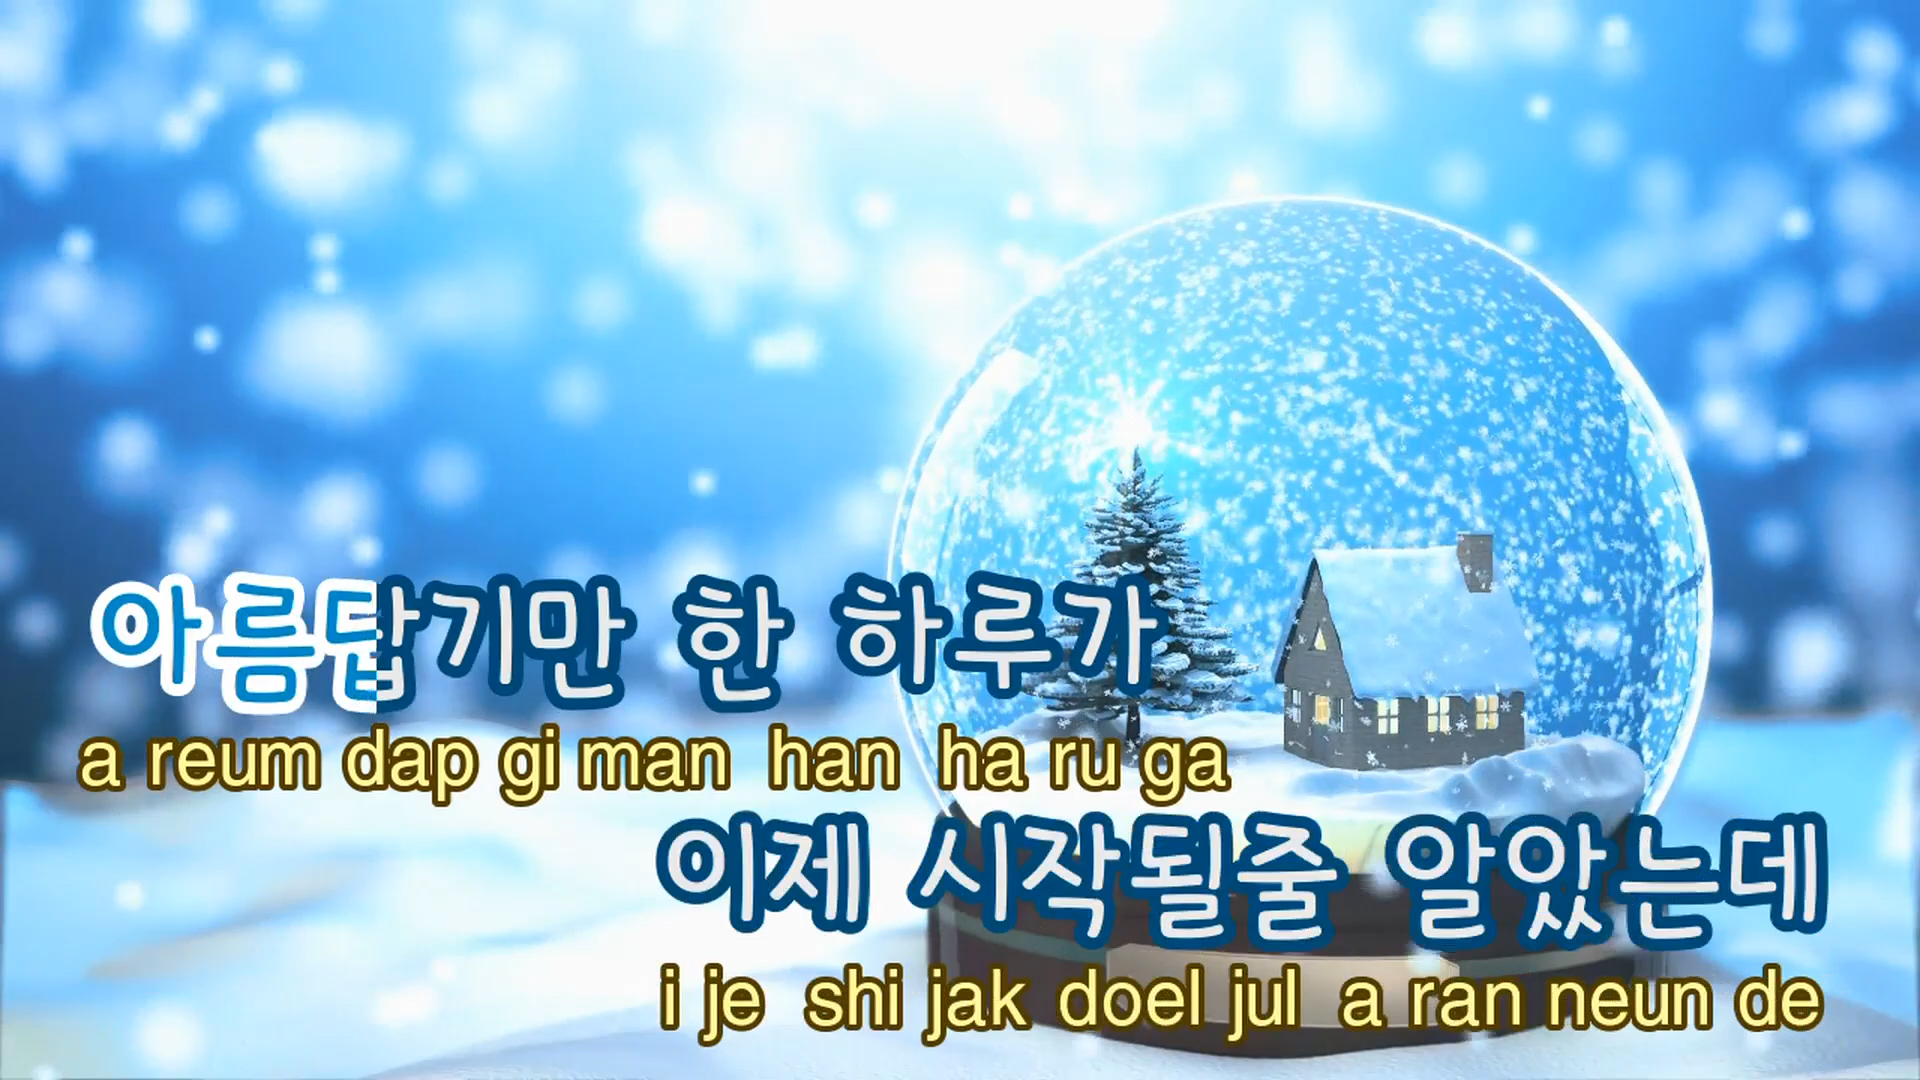 아름답기만 한 하루가
a reum dap gi man han ha ru ga
이제 시작될줄 알았는데
i je shi jak doel jul a ran neun de